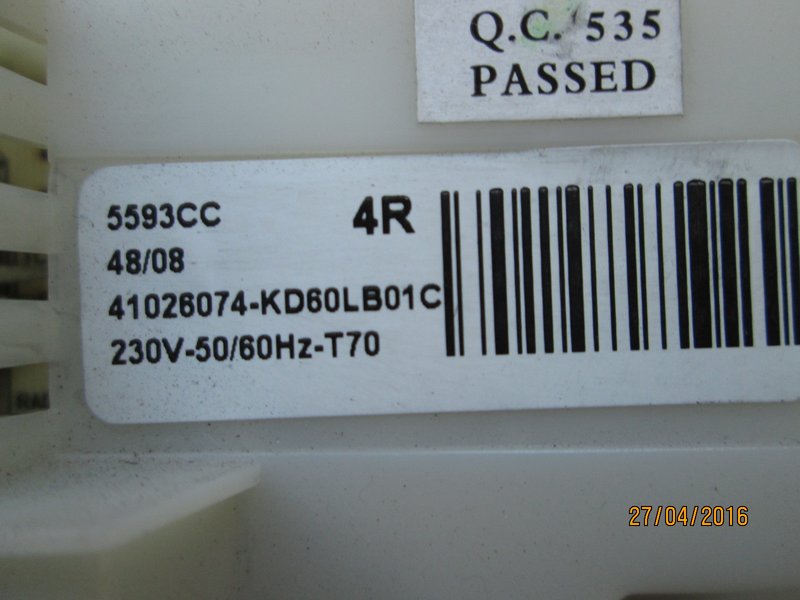 Q.C. 535
PASSED
5593CC 4R
48/08
41026074-KD60LB01C
230V-50/60Hz-T70
27/04/2016